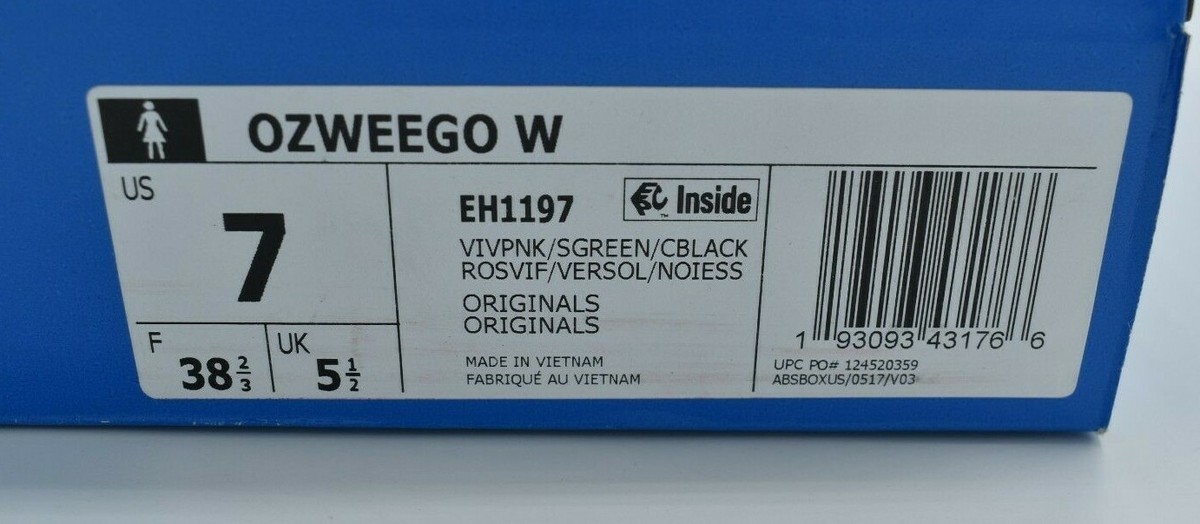 OZWEEGO W
US
7
F 38 2/3
UK 5 1/2
EH1197
Inside™
VIVPNK/SGREEN/CBLACK
ROSVIF/VERSOL/NOIESS
ORIGINALS
ORIGINALS
MADE IN VIETNAM
FABRIQUÉ AU VIETNAM
1 93093 43176 6
UPC PO# 124520359
ABSBOXUS/0517/V03